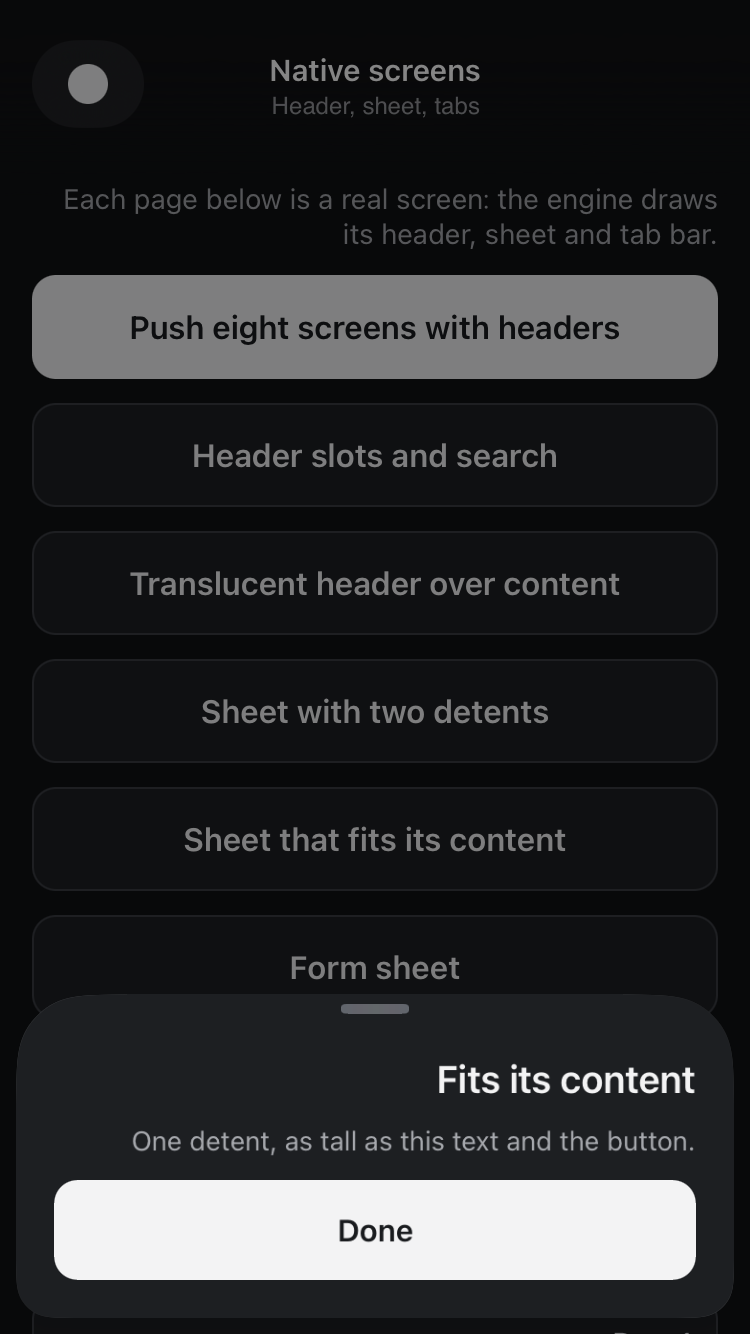 Native screens
Header, sheet, tabs
Each page below is a real screen: the engine draws
its header, sheet and tab bar.
Push eight screens with headers
Header slots and search
Translucent header over content
Sheet with two detents
Sheet that fits its content
Form sheet
Fits its content
One detent, as tall as this text and the button.
Done